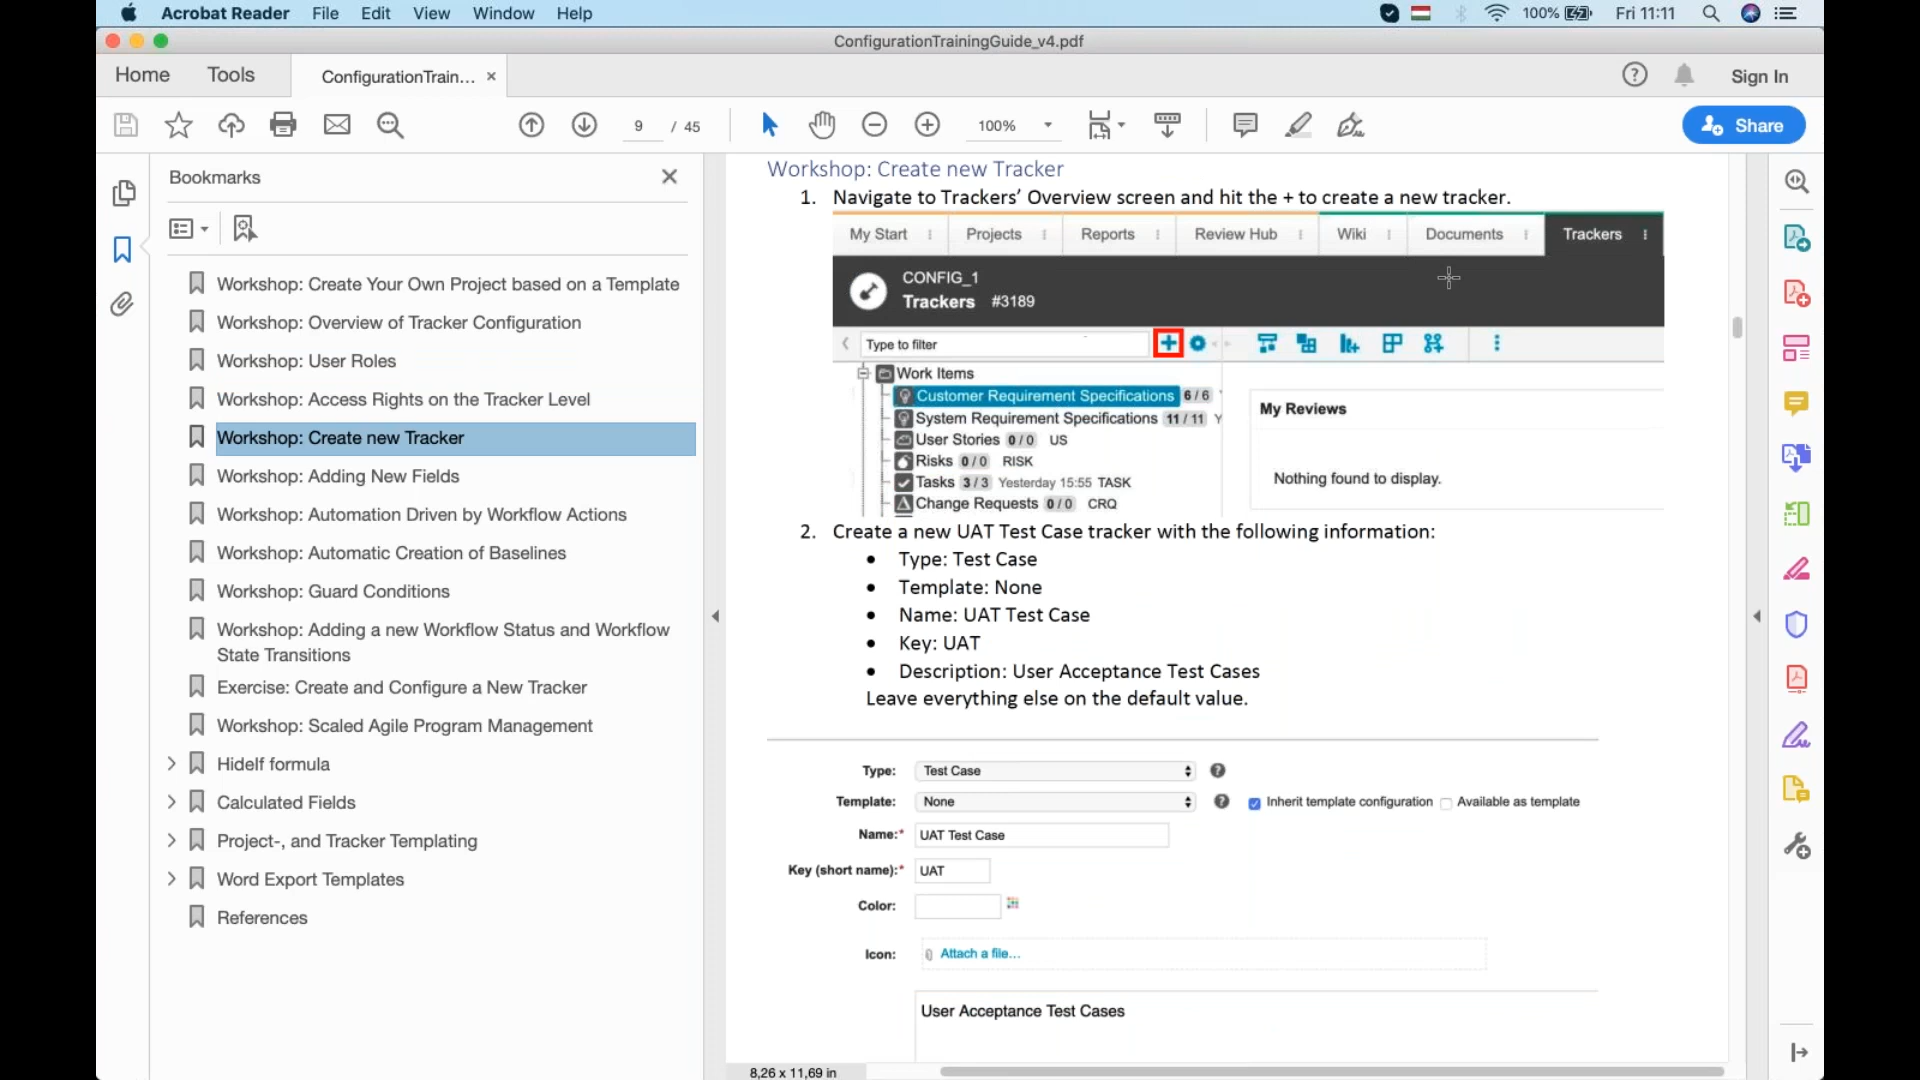 Acrobat Reader File Edit View Window Help 100% Fri 11:11
ConfigurationTrainingGuide_v4.pdf
Home Tools ConfigurationTrain... × Sign In
9 / 45 100% Share
Bookmarks
Workshop: Create Your Own Project based on a Template
Workshop: Overview of Tracker Configuration
Workshop: User Roles
Workshop: Access Rights on the Tracker Level
Workshop: Create new Tracker
Workshop: Adding New Fields
Workshop: Automation Driven by Workflow Actions
Workshop: Automatic Creation of Baselines
Workshop: Guard Conditions
Workshop: Adding a new Workflow Status and Workflow
State Transitions
Exercise: Create and Configure a New Tracker
Workshop: Scaled Agile Program Management
Hidelf formula
Calculated Fields
Project-, and Tracker Templating
Word Export Templates
References
Workshop: Create new Tracker
1. Navigate to Trackers' Overview screen and hit the + to create a new tracker.
My Start Projects Reports Review Hub Wiki Documents Trackers
CONFIG_1
Trackers #3189
Type to filter
Work Items
Customer Requirement Specifications 6 / 6
System Requirement Specifications 11 / 11 Y
User Stories 0 / 0 US
Risks 0 / 0 RISK
Tasks 3 / 3 Yesterday 15:55 TASK
Change Requests 0 / 0 CRQ
My Reviews
Nothing found to display.
2. Create a new UAT Test Case tracker with the following information:
• Type: Test Case
• Template: None
• Name: UAT Test Case
• Key: UAT
• Description: User Acceptance Test Cases
Leave everything else on the default value.
Type: Test Case
Template: None Inherit template configuration Available as template
Name:* UAT Test Case
Key (short name):* UAT
Color:
Icon: Attach a file...
User Acceptance Test Cases
8,26 x 11,69 in